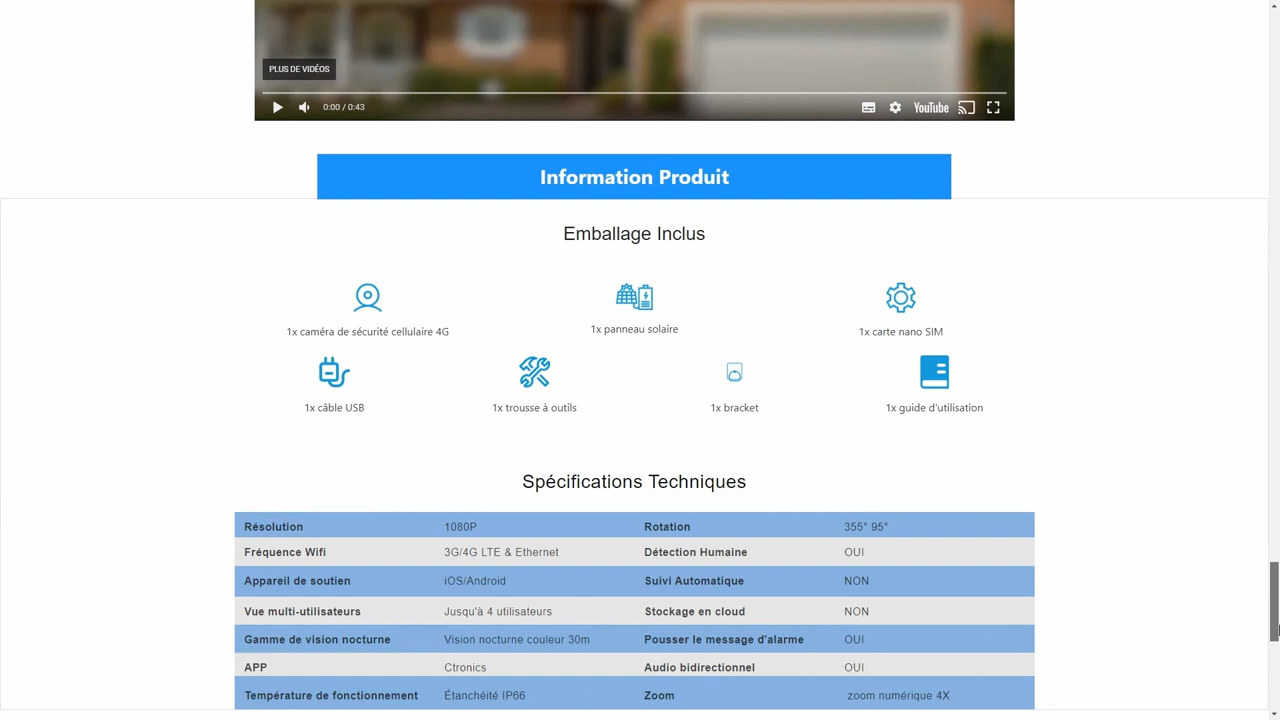 PLUS DE VIDÉOS
0:00 / 0:43
YouTube
Information Produit
Emballage Inclus
1x caméra de sécurité cellulaire 4G
1x panneau solaire
1x carte nano SIM
1x câble USB
1x trousse à outils
1x bracket
1x guide d'utilisation
Spécifications Techniques
Résolution 1080P Rotation 355° 95°
Fréquence Wifi 3G/4G LTE & Ethernet Détection Humaine OUI
Appareil de soutien iOS/Android Suivi Automatique NON
Vue multi-utilisateurs Jusqu'à 4 utilisateurs Stockage en cloud NON
Gamme de vision nocturne Vision nocturne couleur 30m Pousser le message d'alarme OUI
APP Ctronics Audio bidirectionnel OUI
Température de fonctionnement Étanchéité IP66 Zoom zoom numérique 4X